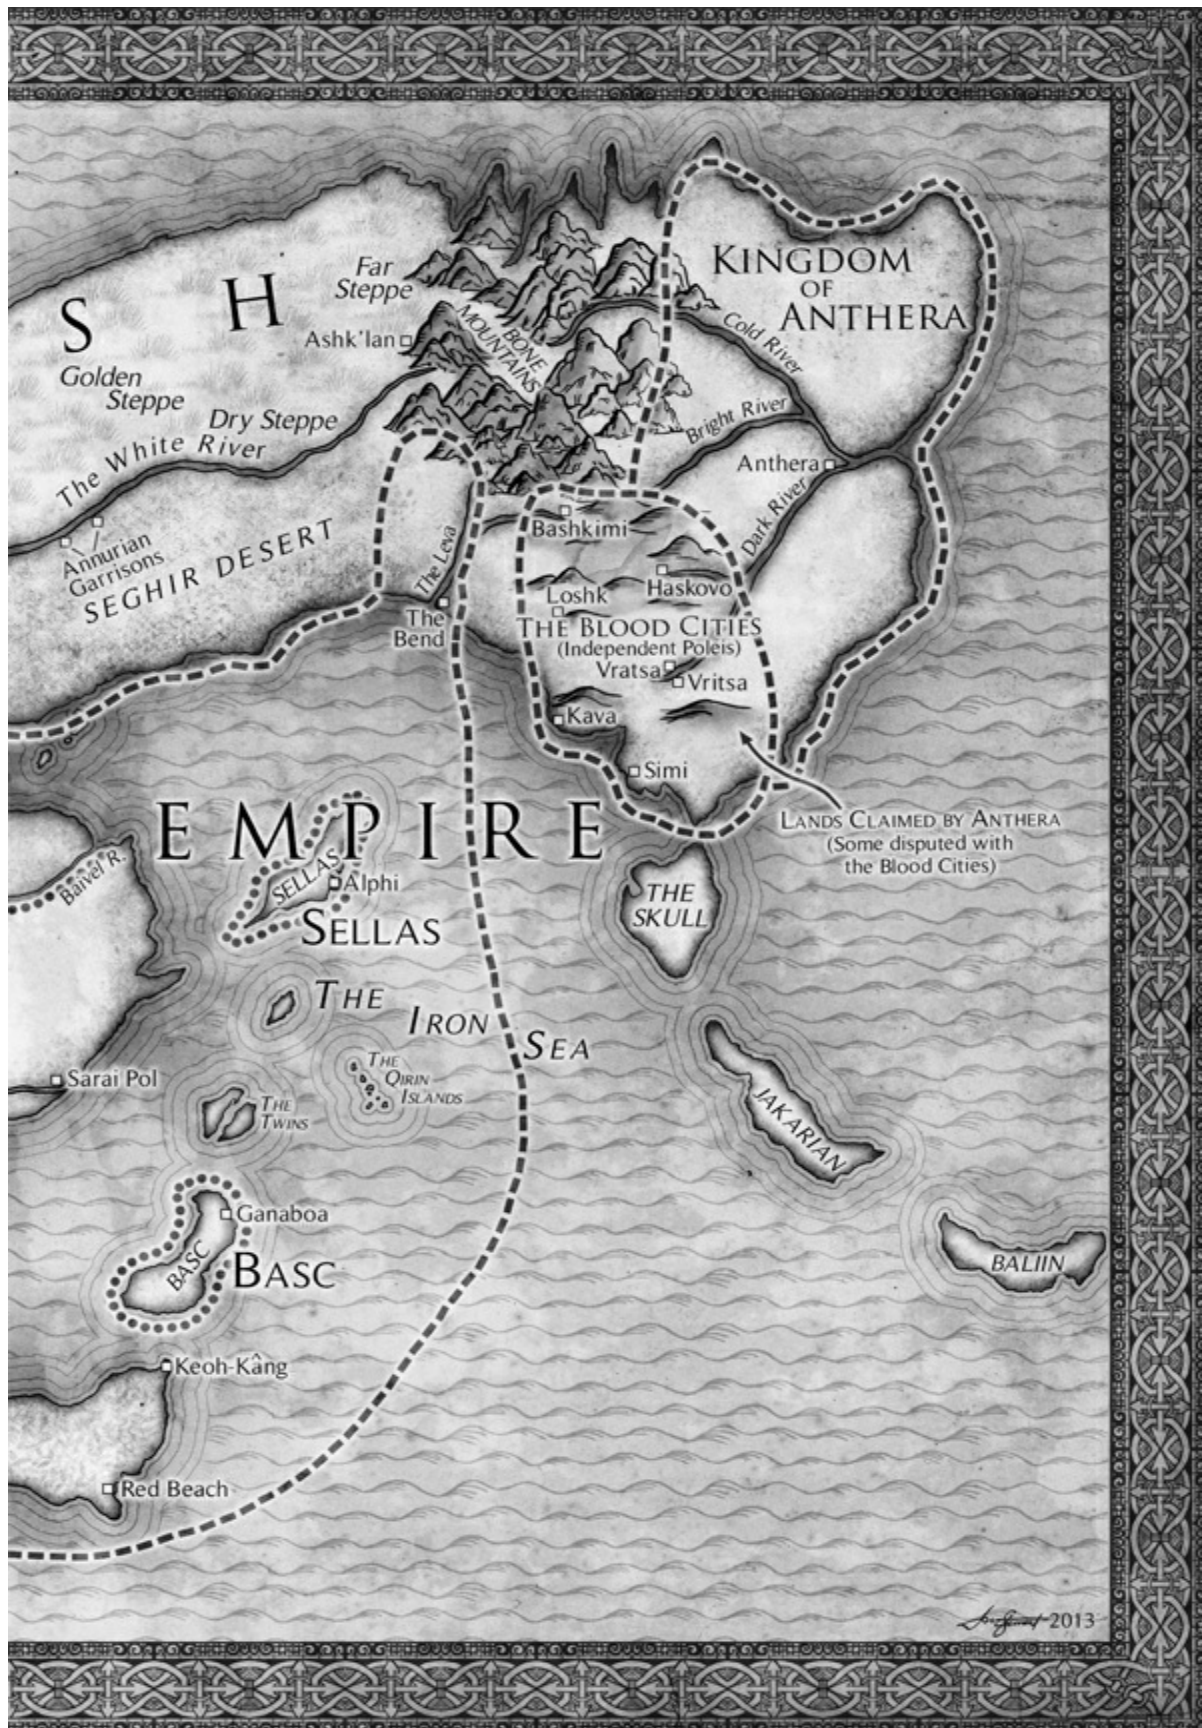 KINGDOM
OF
ANTHERA
Far
Steppe
S H
Ashk'lan
BONE
MOUNTAINS
Cold River
Golden
Steppe
Dry Steppe
Bright River
The White River
Anthera
Dark River
Annurian
Garrisons
SEGHIR DESERT
The Leva
Bashkimi
Haskovo
Loshk
The
Bend
THE BLOOD CITIES
(Independent Poleis)
Vratsa
Vritsa
Kava
Simi
EMPIRE
LANDS CLAIMED BY ANTHERA
(Some disputed with
the Blood Cities)
Baivel R.
SELLAS
Alphi
SELLAS
THE
SKULL
THE IRON SEA
Sarai Pol
THE
QIRIN
ISLANDS
THE
TWINS
JAKARIAN
Ganaboa
BASC
BASC
BALIIN
Keoh-Kâng
Red Beach
2013